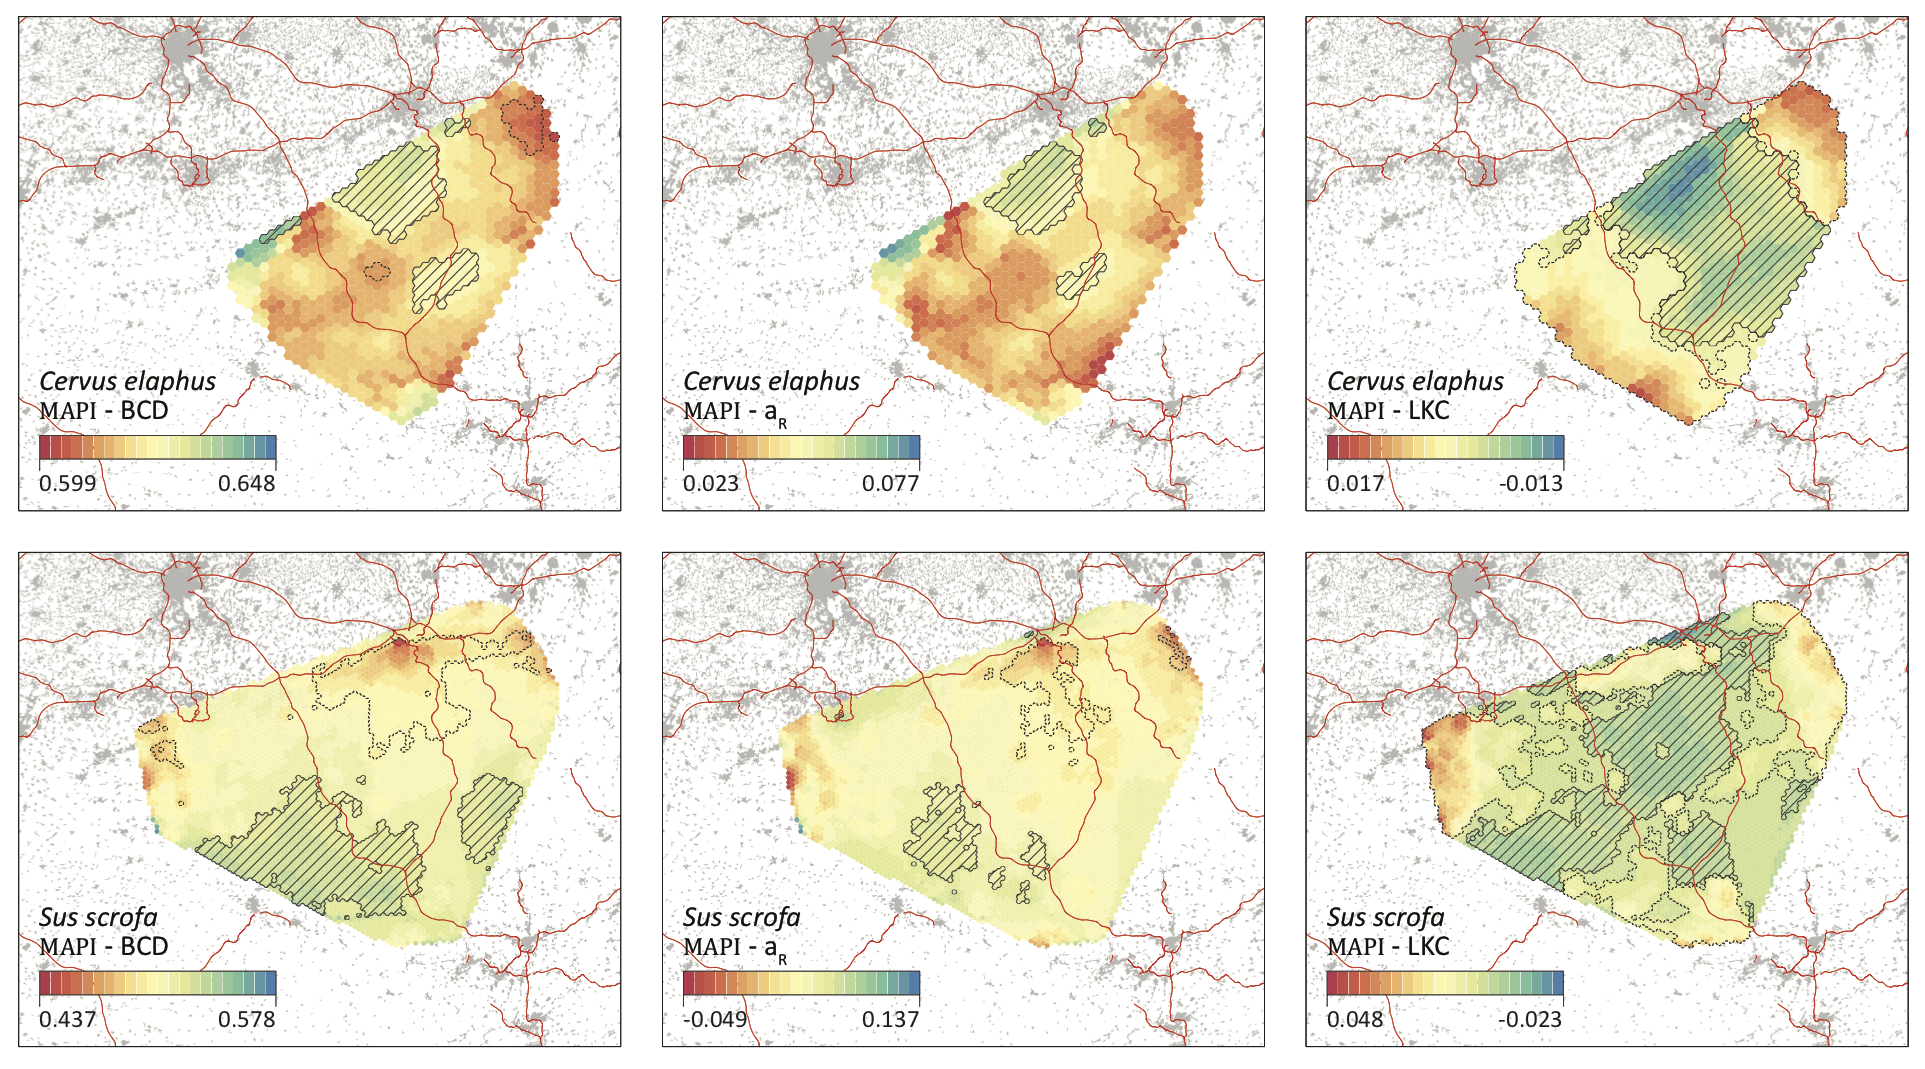 Cervus elaphus
MAPI - BCD
0.599 0.648
Cervus elaphus
MAPI - aR
0.023 0.077
Cervus elaphus
MAPI - LKC
0.017 -0.013
Sus scrofa
MAPI - BCD
0.437 0.578
Sus scrofa
MAPI - aR
-0.049 0.137
Sus scrofa
MAPI - LKC
0.048 -0.023